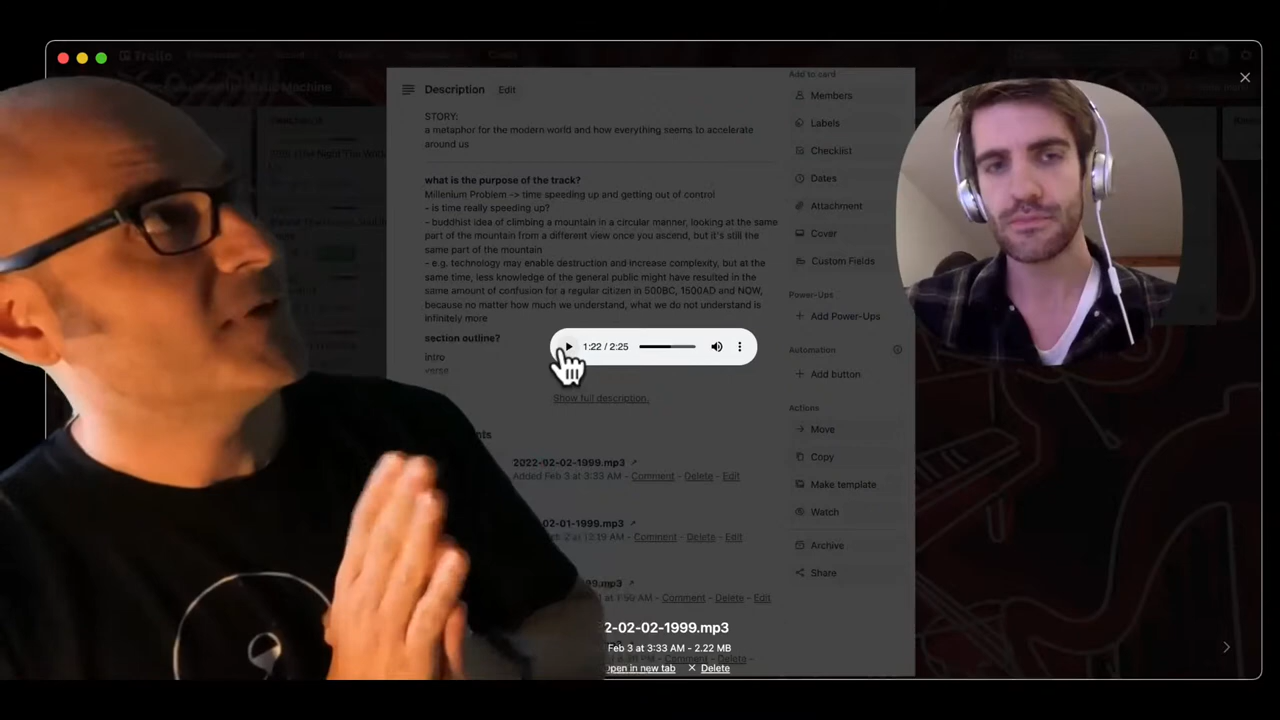 Trello
Machine
Description
Edit
STORY:
a metaphor for the modern world and how everything seems to accelerate
around us
what is the purpose of the track?
Millenium Problem -> time speeding up and getting out of control
- is time really speeding up?
- buddhist idea of climbing a mountain in a circular manner, looking at the same
part of the mountain from a different view once you ascend, but it's still the
same part of the mountain
- e.g. technology may enable destruction and increase complexity, but at the
same time, less knowledge of the general public might have resulted in the
same amount of confusion for a regular citizen in 500BC, 1500AD and NOW,
because no matter how much we understand, what we do not understand is
infinitely more
section outline?
intro
verse
1:22 / 2:25
Show full description.
nts
2022-02-02-1999.mp3
Added Feb 3 at 3:33 AM - Comment - Delete - Edit
02-01-1999.mp3
Comment - Delete - Edit
.mp3
Comment - Delete - Edit
2-02-02-1999.mp3
Feb 3 at 3:33 AM - 2.22 MB
Open in new tab
Delete
Add to card
Members
Labels
Checklist
Dates
Attachment
Cover
Custom Fields
Power-Ups
+ Add Power-Ups
Automation
+ Add button
Actions
Move
Copy
Make template
Watch
Archive
Share